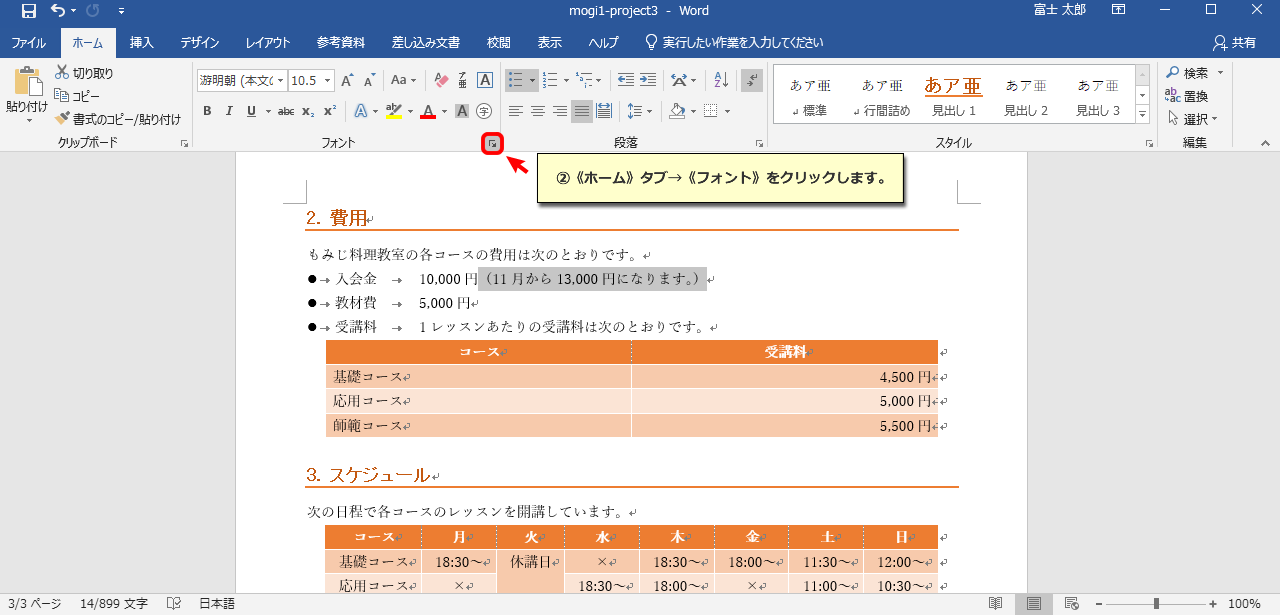 mogi1-project3 - Word
富士 太郎
ファイル ホーム 挿入 デザイン レイアウト 参考資料 差し込み文書 校閲 表示 ヘルプ 実行したい作業を入力してください 共有
貼り付け
切り取り
コピー
書式のコピー/貼り付け
クリップボード
游明朝 (本文の 10.5
Aa
B I U abc x₂ x²
フォント
段落
あア亜 標準
あア亜 行間詰め
あア亜 見出し 1
あア亜 見出し 2
あア亜 見出し 3
スタイル
検索
置換
選択
編集
②《ホーム》タブ→《フォント》をクリックします。
2. 費用
もみじ料理教室の各コースの費用は次のとおりです。
●→入会金 → 10,000 円(11 月から 13,000 円になります。)
●→教材費 → 5,000 円
●→受講料 → 1 レッスンあたりの受講料は次のとおりです。
コース 受講料
基礎コース 4,500 円
応用コース 5,000 円
師範コース 5,500 円
3. スケジュール
次の日程で各コースのレッスンを開講しています。
コース 月 火 水 木 金 土 日
基礎コース 18:30～ 休講日 × 18:30～ 18:00～ 11:30～ 12:00～
応用コース × 18:30～ 18:00～ × 11:00～ 10:30～
3/3 ページ 14/899 文字 日本語 100%